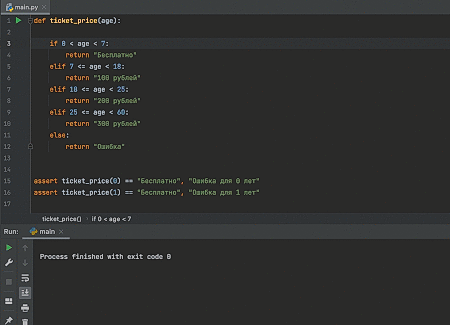 main.py
1 def ticket_price(age):
2
3 if 0 < age < 7:
4 return "Бесплатно"
5 elif 7 <= age < 18:
6 return "100 рублей"
7 elif 18 <= age < 25:
8 return "200 рублей"
9 elif 25 <= age < 60:
10 return "300 рублей"
11 else:
12 return "Ошибка"
13
14
15 assert ticket_price(0) == "Бесплатно", "Ошибка для 0 лет"
16 assert ticket_price(1) == "Бесплатно", "Ошибка для 1 лет"
17
ticket_price() › if 0 < age < 7
Run: main
Process finished with exit code 0